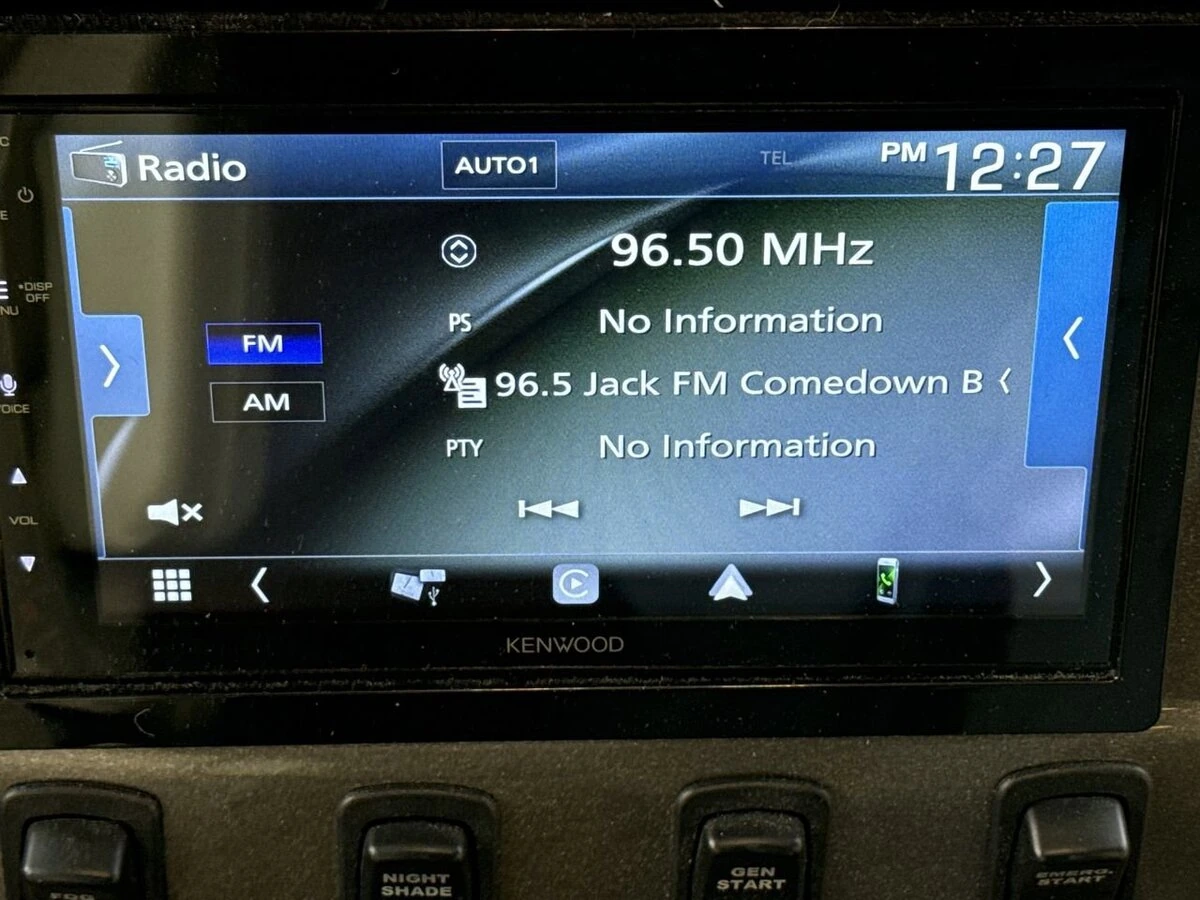 Radio
AUTO1
TEL
PM 12:27
96.50 MHz
PS
No Information
FM
96.5 Jack FM Comedown B
AM
PTY
No Information
•DISP
OFF
VOL
KENWOOD
NIGHT
SHADE
GEN
START
EMERG.
START
FOG